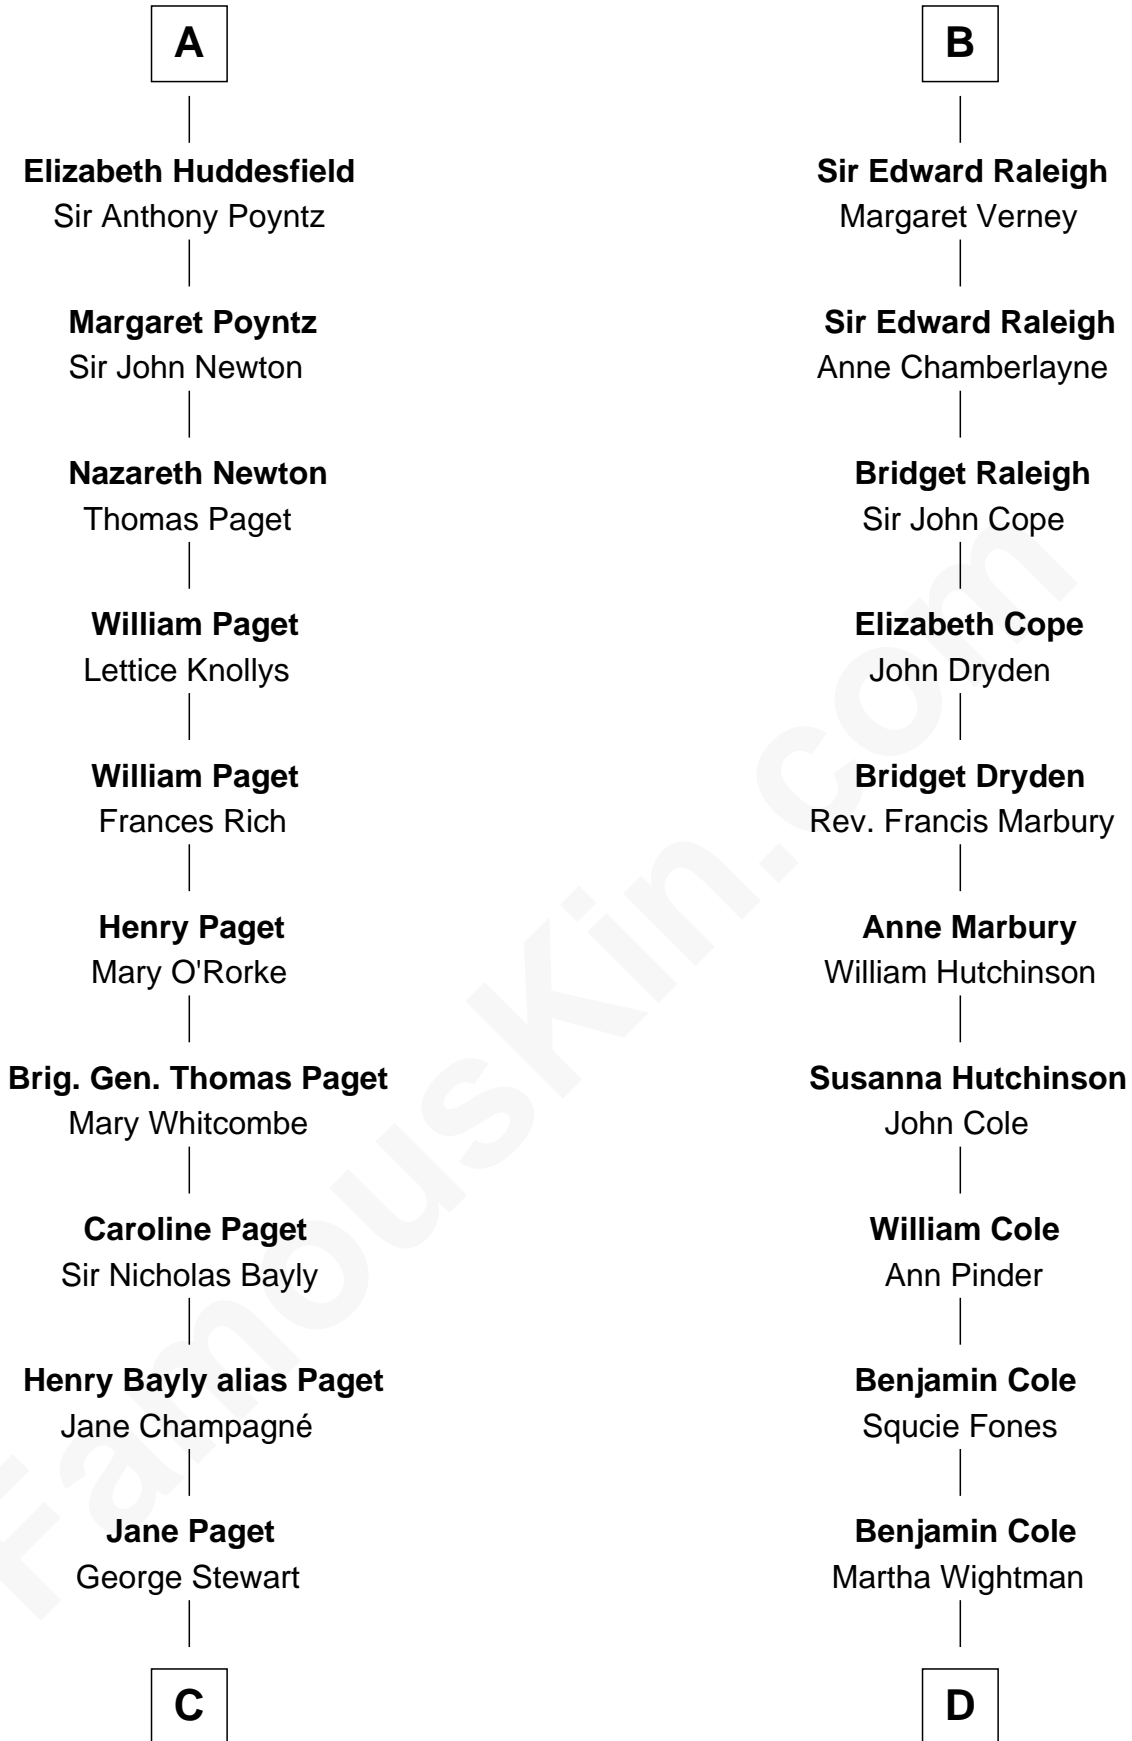 A
Elizabeth Huddesfield
Sir Anthony Poyntz
Margaret Poyntz
Sir John Newton
Nazareth Newton
Thomas Paget
William Paget
Lettice Knollys
William Paget
Frances Rich
Henry Paget
Mary O'Rorke
Brig. Gen. Thomas Paget
Mary Whitcombe
Caroline Paget
Sir Nicholas Bayly
Henry Bayly alias Paget
Jane Champagné
Jane Paget
George Stewart
C
B
Sir Edward Raleigh
Margaret Verney
Sir Edward Raleigh
Anne Chamberlayne
Bridget Raleigh
Sir John Cope
Elizabeth Cope
John Dryden
Bridget Dryden
Rev. Francis Marbury
Anne Marbury
William Hutchinson
Susanna Hutchinson
John Cole
William Cole
Ann Pinder
Benjamin Cole
Squcie Fones
Benjamin Cole
Martha Wightman
D
FamousKin.com